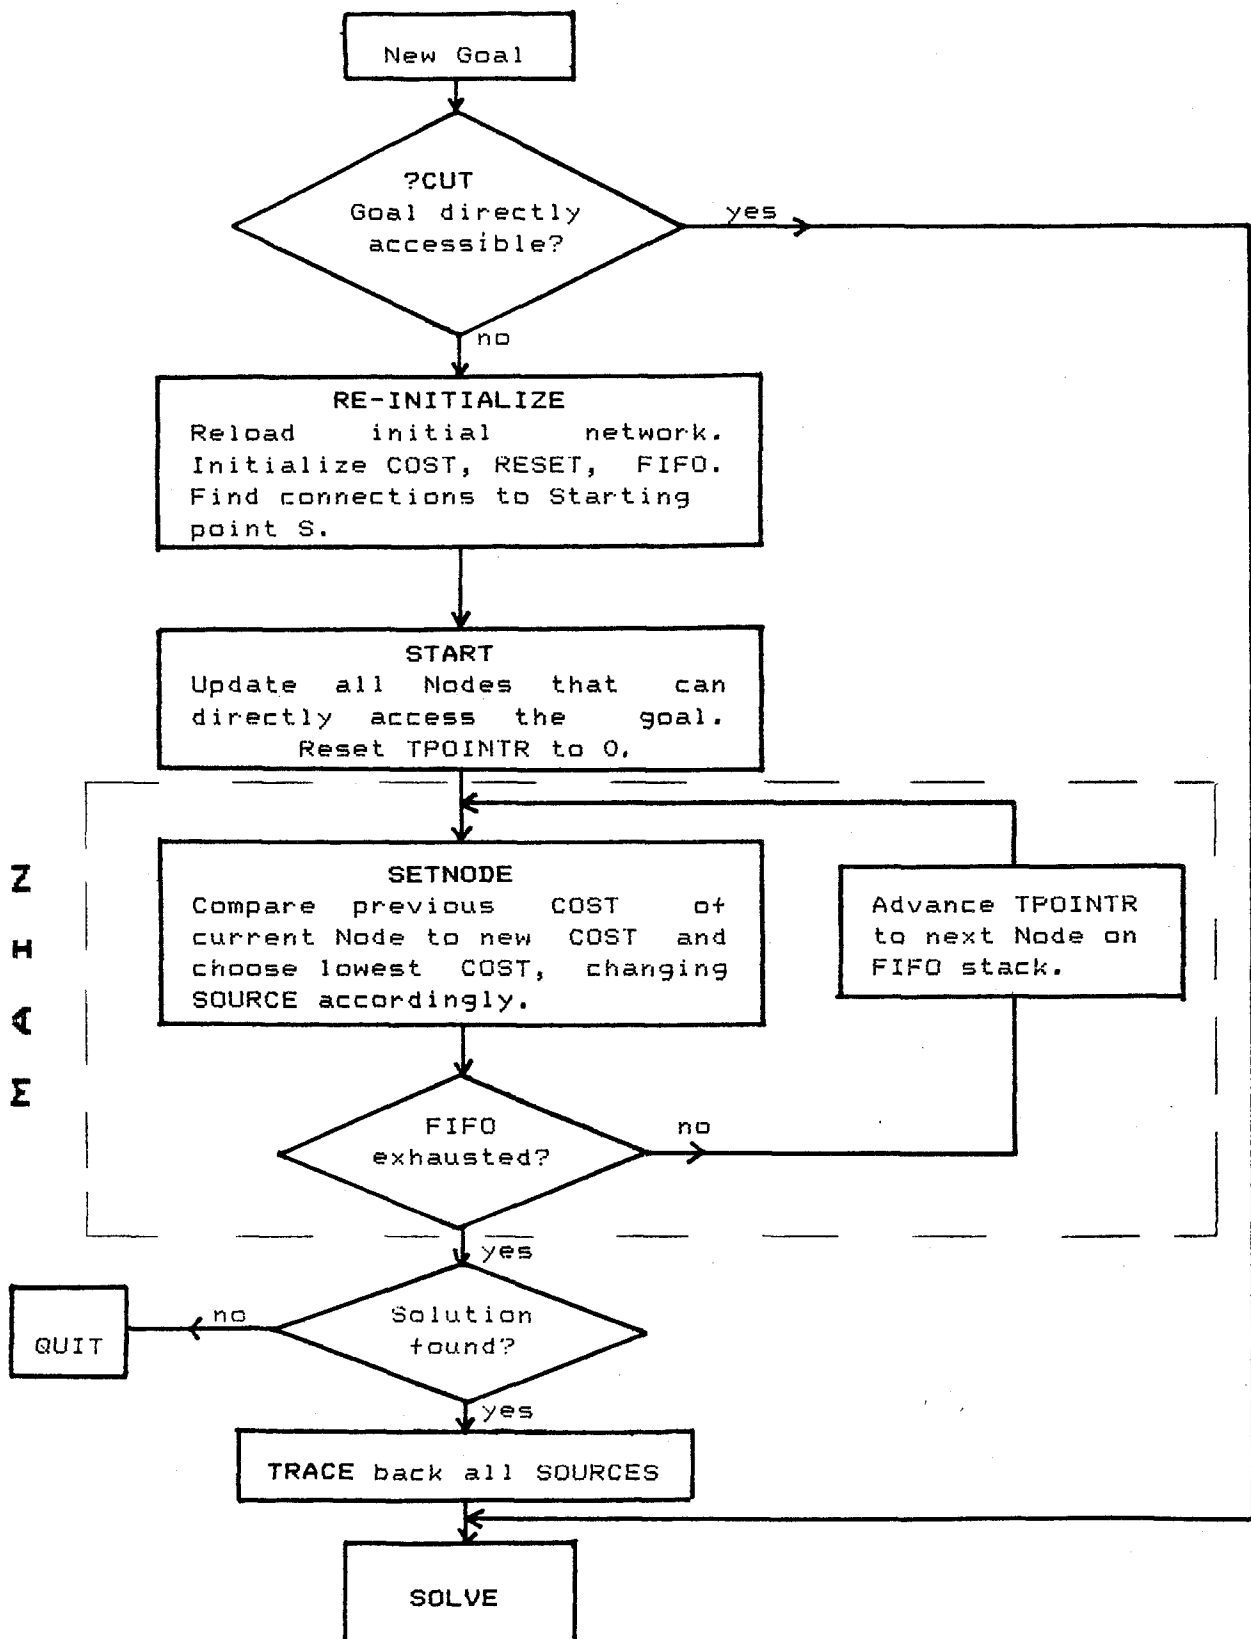 New Goal
?CUT
Goal directly
accessible?
yes
no
RE-INITIALIZE
Reload initial network.
Initialize COST, RESET, FIFO.
Find connections to Starting
point S.
START
Update all Nodes that can
directly access the goal.
Reset TPOINTR to 0.
MAIN
SETNODE
Compare previous COST of
current Node to new COST and
choose lowest COST, changing
SOURCE accordingly.
Advance TPOINTR
to next Node on
FIFO stack.
FIFO
exhausted?
no
yes
Solution
found?
no
QUIT
yes
TRACE back all SOURCES
SOLVE